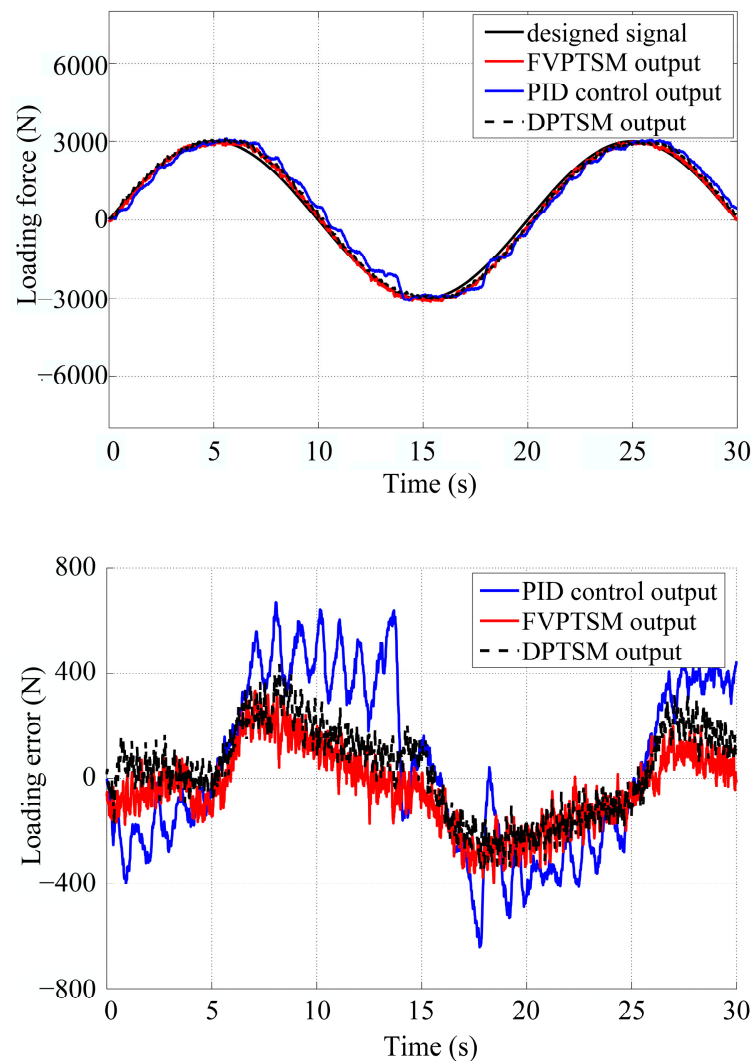 designed signal
FVPTSM output
PID control output
DPTSM output
6000
3000
0
−3000
−6000
Loading force (N)
0 5 10 15 20 25 30
Time (s)
PID control output
FVPTSM output
DPTSM output
800
400
0
−400
−800
Loading error (N)
0 5 10 15 20 25 30
Time (s)